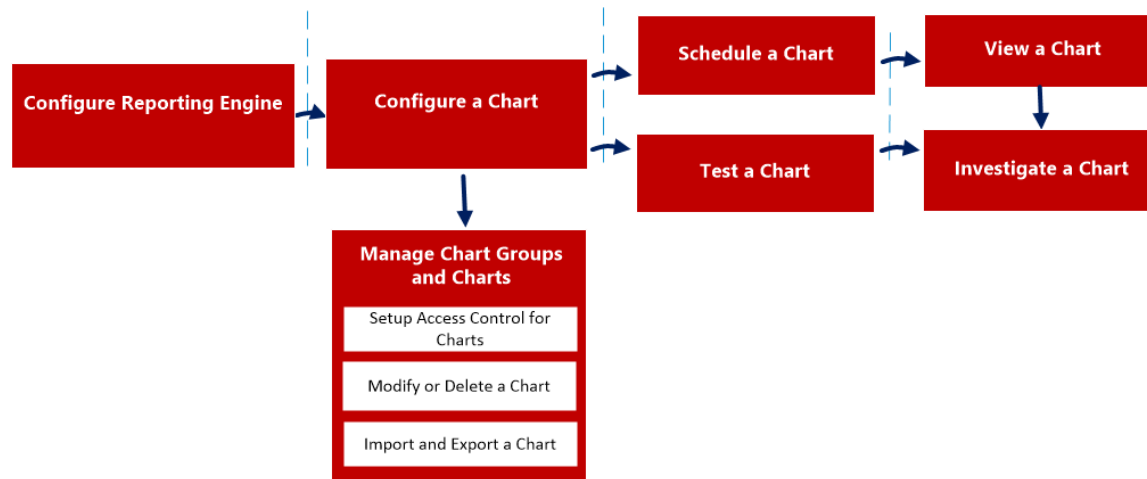 Configure Reporting Engine
Configure a Chart
Schedule a Chart
View a Chart
Test a Chart
Investigate a Chart
Manage Chart Groups
and Charts
Setup Access Control for
Charts
Modify or Delete a Chart
Import and Export a Chart